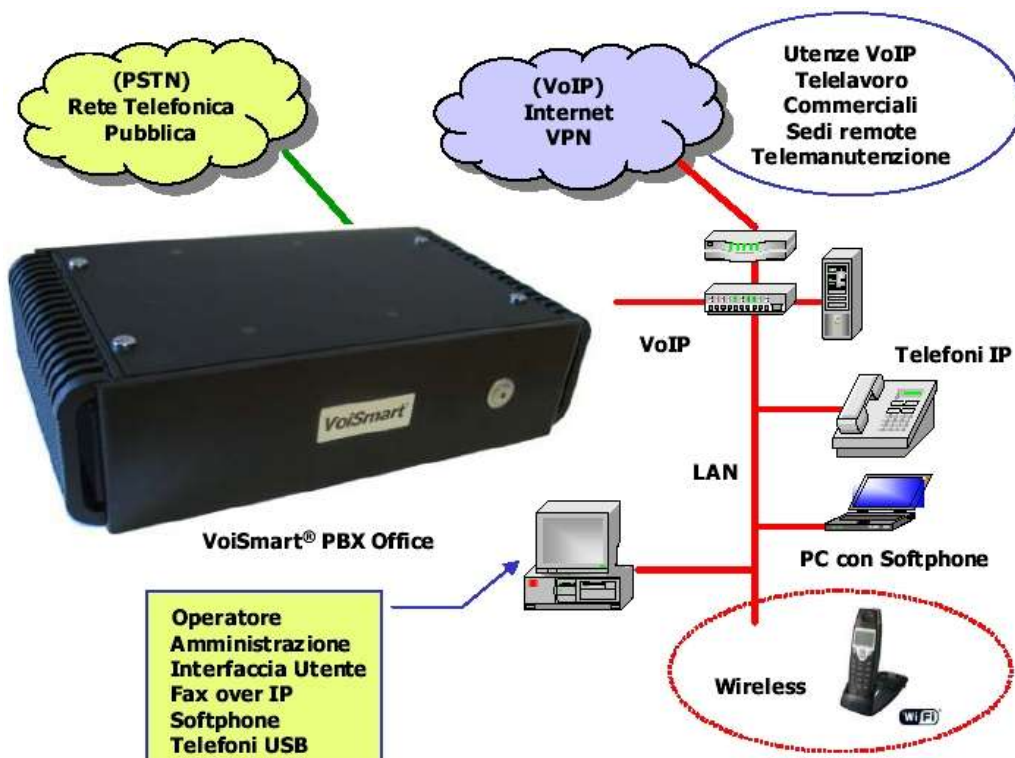 (PSTN)
Rete Telefonica
Pubblica
(VoIP)
Internet
VPN
Utenze VoIP
Telelavoro
Commerciali
Sedi remote
Telemanutenzione
VoIP
Telefoni IP
VoiSmart
LAN
VoiSmart® PBX Office
PC con Softphone
Operatore
Amministrazione
Interfaccia Utente
Fax over IP
Softphone
Telefoni USB
Wireless
WiFi